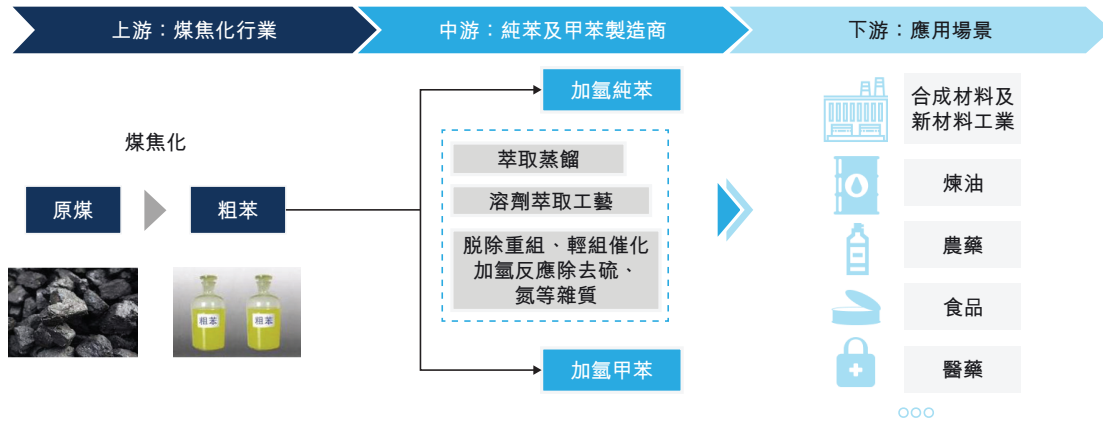 上游：煤焦化行業
中游：純苯及甲苯製造商
下游：應用場景
煤焦化
原煤
粗苯
粗苯
粗苯
加氫純苯
萃取蒸餾
溶劑萃取工藝
脱除重組、輕組催化
加氫反應除去硫、
氮等雜質
加氫甲苯
合成材料及
新材料工業
煉油
農藥
食品
醫藥